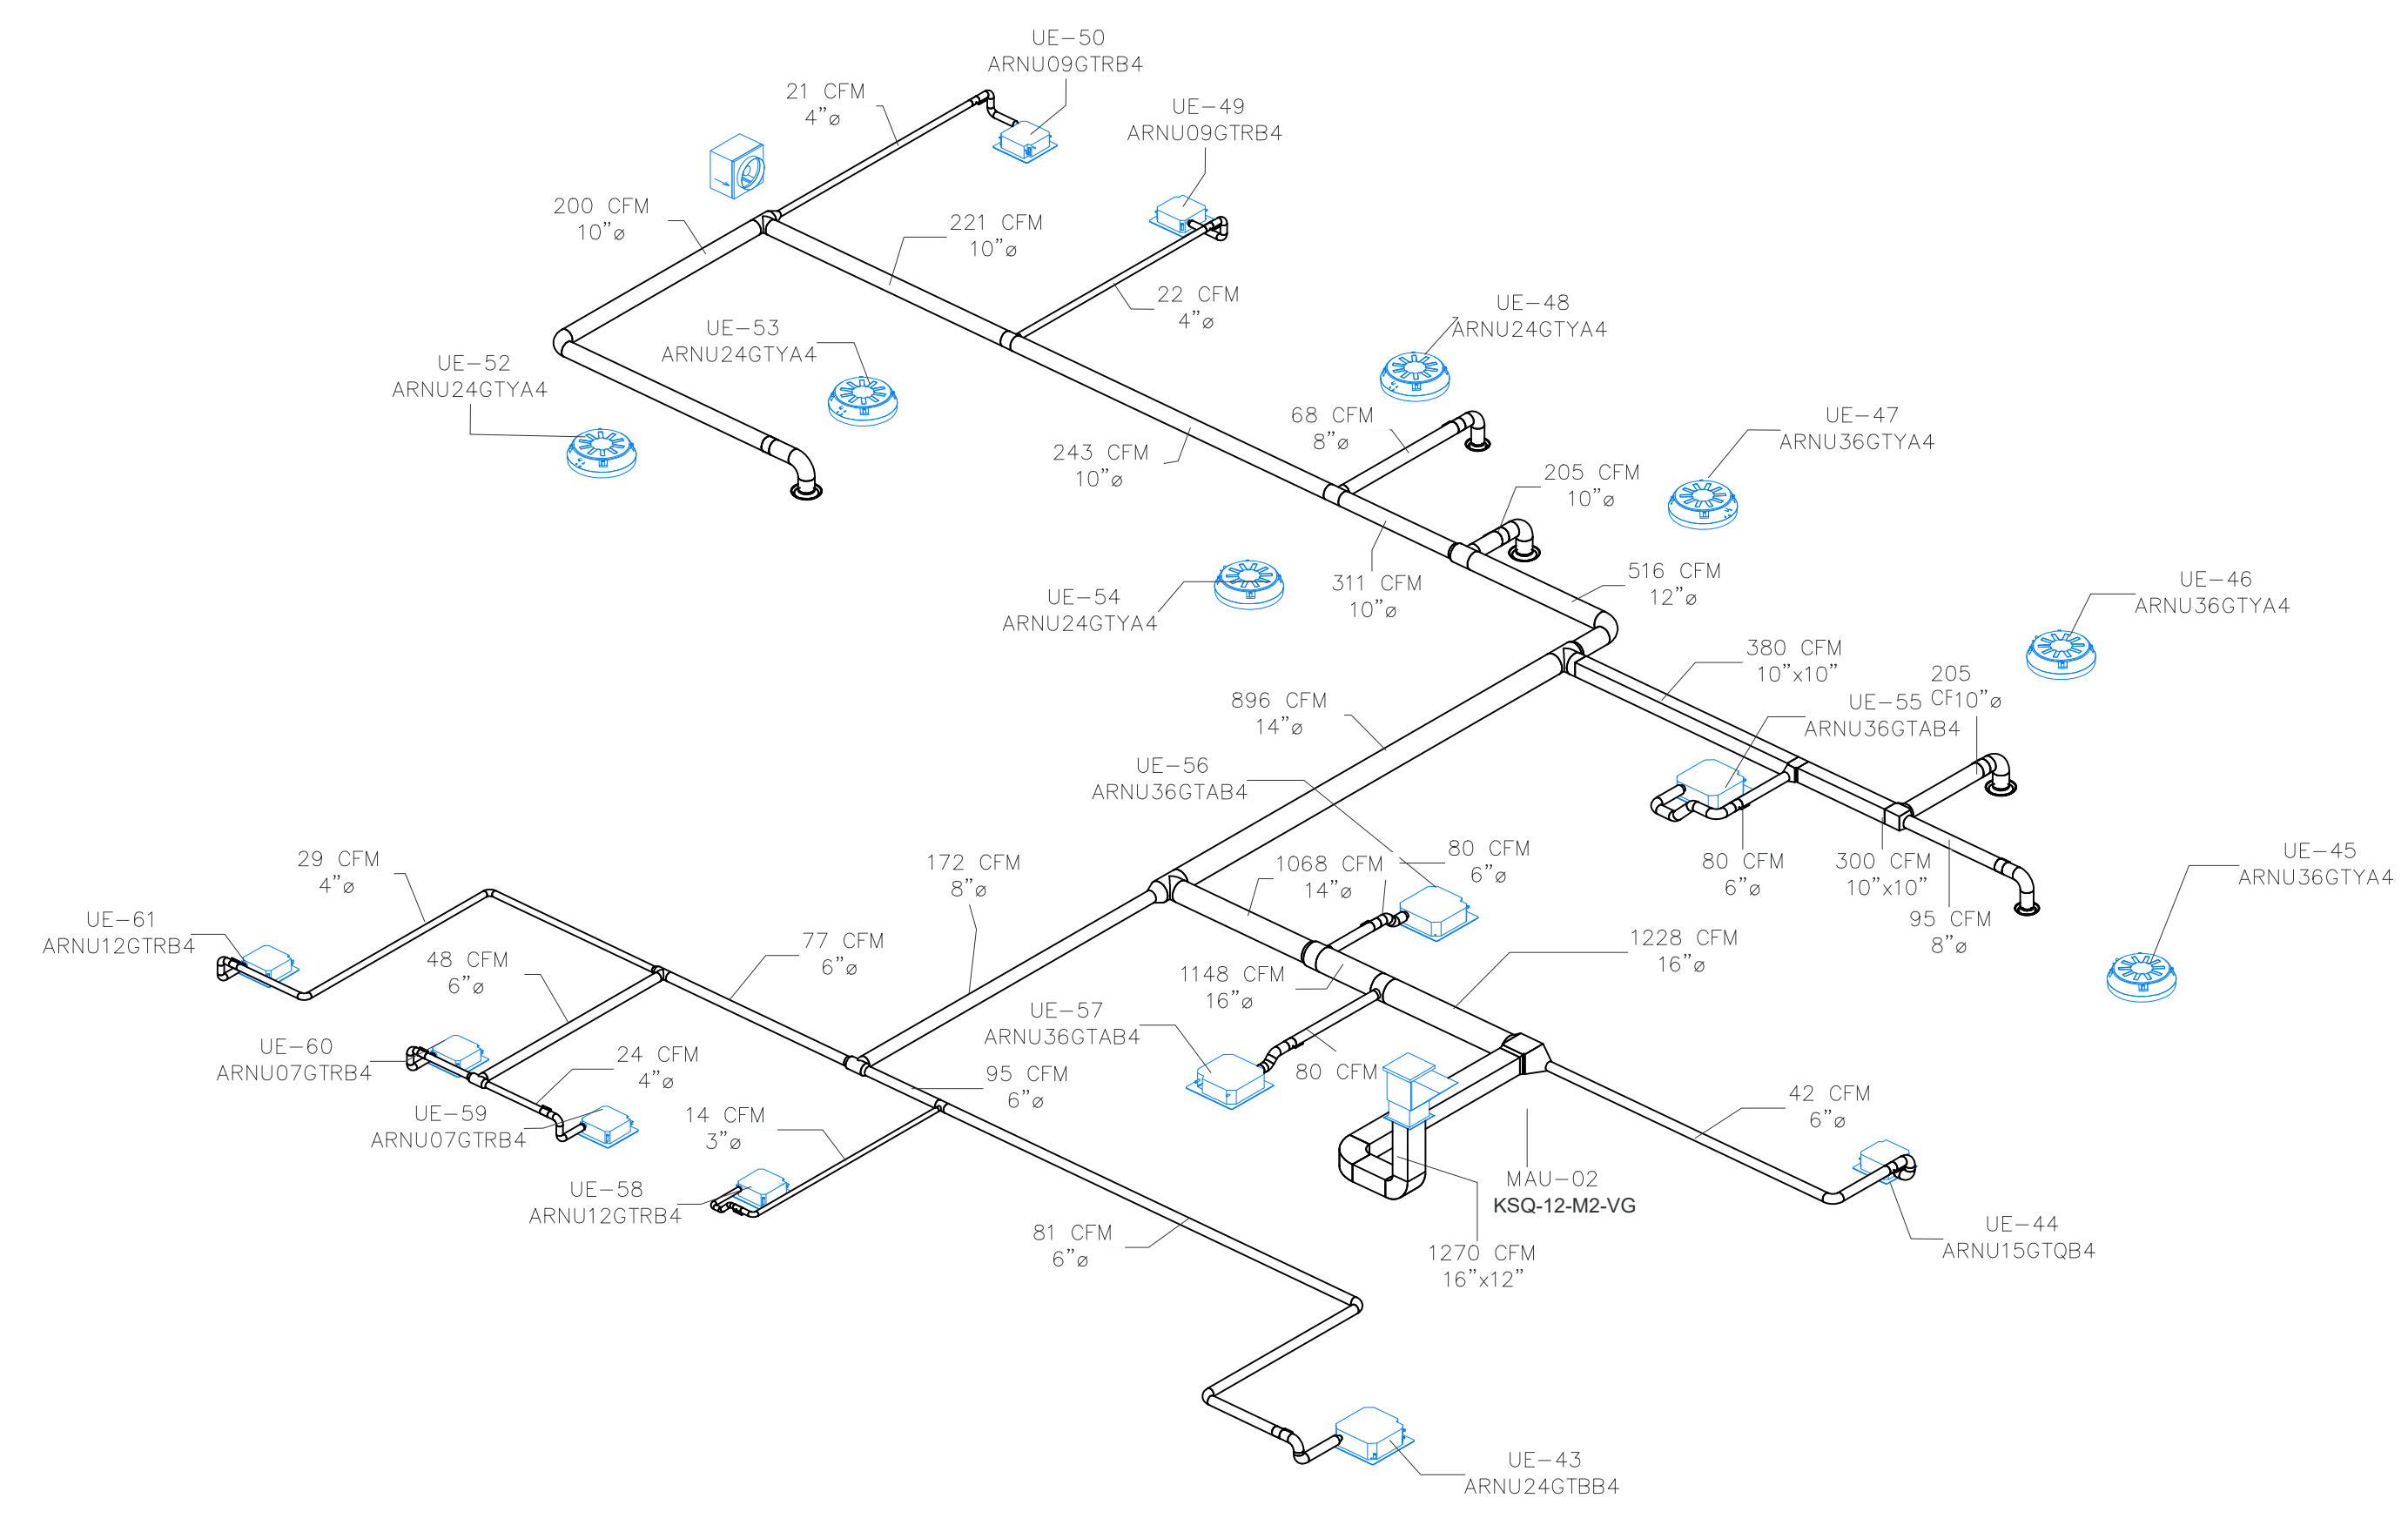 UE-50
ARNU09GTRB4
21 CFM
4"ø
UE-49
ARNU09GTRB4
200 CFM
10"ø
221 CFM
10"ø
22 CFM
4"ø
UE-48
ARNU24GTYA4
UE-53
ARNU24GTYA4
UE-52
ARNU24GTYA4
68 CFM
8"ø
UE-47
ARNU36GTYA4
243 CFM
10"ø
205 CFM
10"ø
311 CFM
10"ø
516 CFM
12"ø
UE-54
ARNU24GTYA4
UE-46
ARNU36GTYA4
380 CFM
10"x10"
205
CF10"ø
UE-55
ARNU36GTAB4
896 CFM
14"ø
UE-56
ARNU36GTAB4
29 CFM
4"ø
172 CFM
8"ø
1068 CFM
14"ø
80 CFM
6"ø
80 CFM
6"ø
300 CFM
10"x10"
UE-45
ARNU36GTYA4
95 CFM
8"ø
UE-61
ARNU12GTRB4
48 CFM
6"ø
77 CFM
6"ø
1148 CFM
16"ø
1228 CFM
16"ø
UE-57
ARNU36GTAB4
UE-60
ARNU07GTRB4
24 CFM
4"ø
95 CFM
6"ø
80 CFM
UE-59
ARNU07GTRB4
14 CFM
3"ø
42 CFM
6"ø
UE-58
ARNU12GTRB4
MAU-02
KSQ-12-M2-VG
81 CFM
6"ø
1270 CFM
16"x12"
UE-44
ARNU15GTQB4
UE-43
ARNU24GTBB4